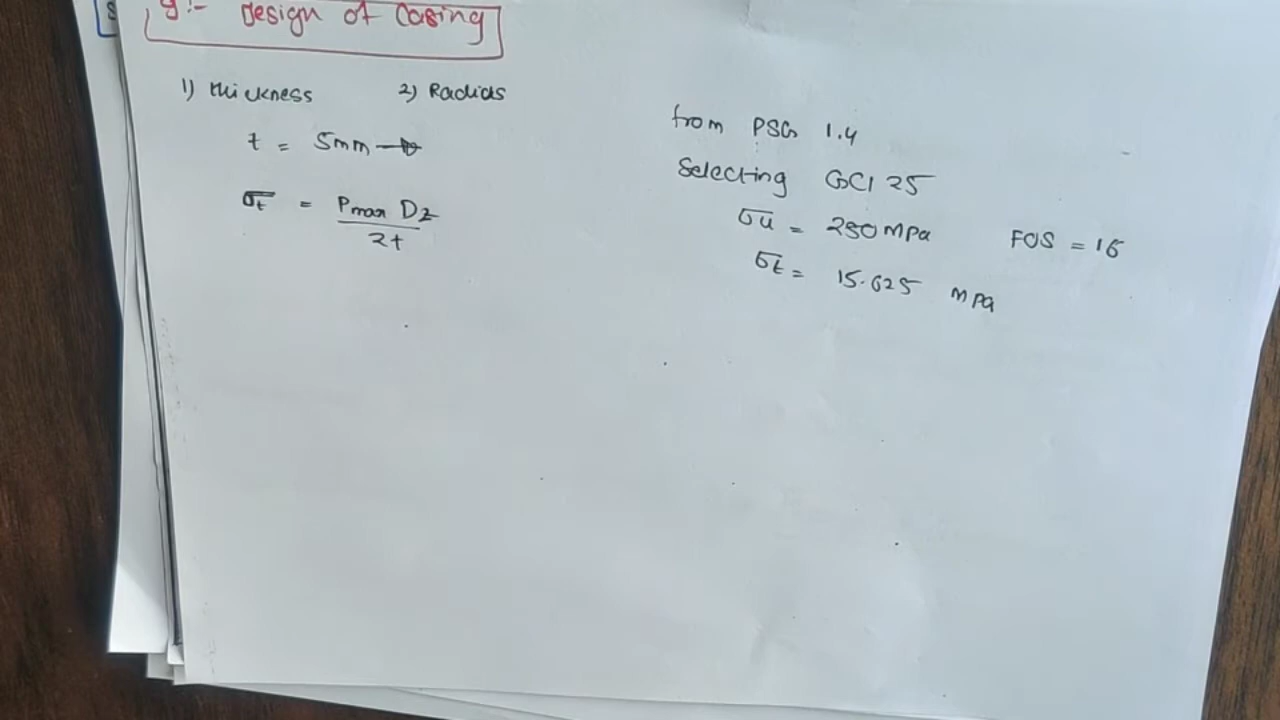 g:- Design of Casing
1) thickness 2) Radius
t = 5mm
σt = Pmax D2 / 2t
from PSG 1.4
Selecting GCI 25
σu = 250 MPa FOS = 16
σt = 15.625 MPa